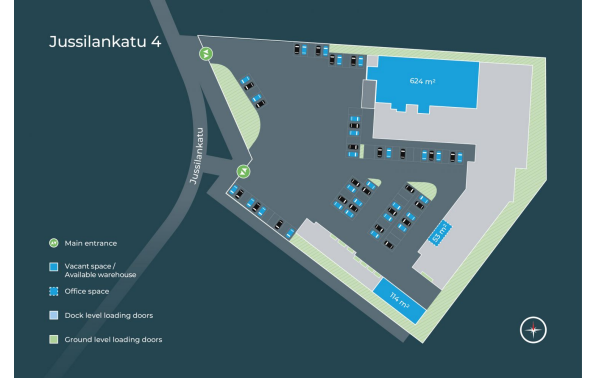 Jussilankatu 4
624 m²
Jussilankatu
53 m²
114 m²
Main entrance
Vacant space /
Available warehouse
Office space
Dock level loading doors
Ground level loading doors